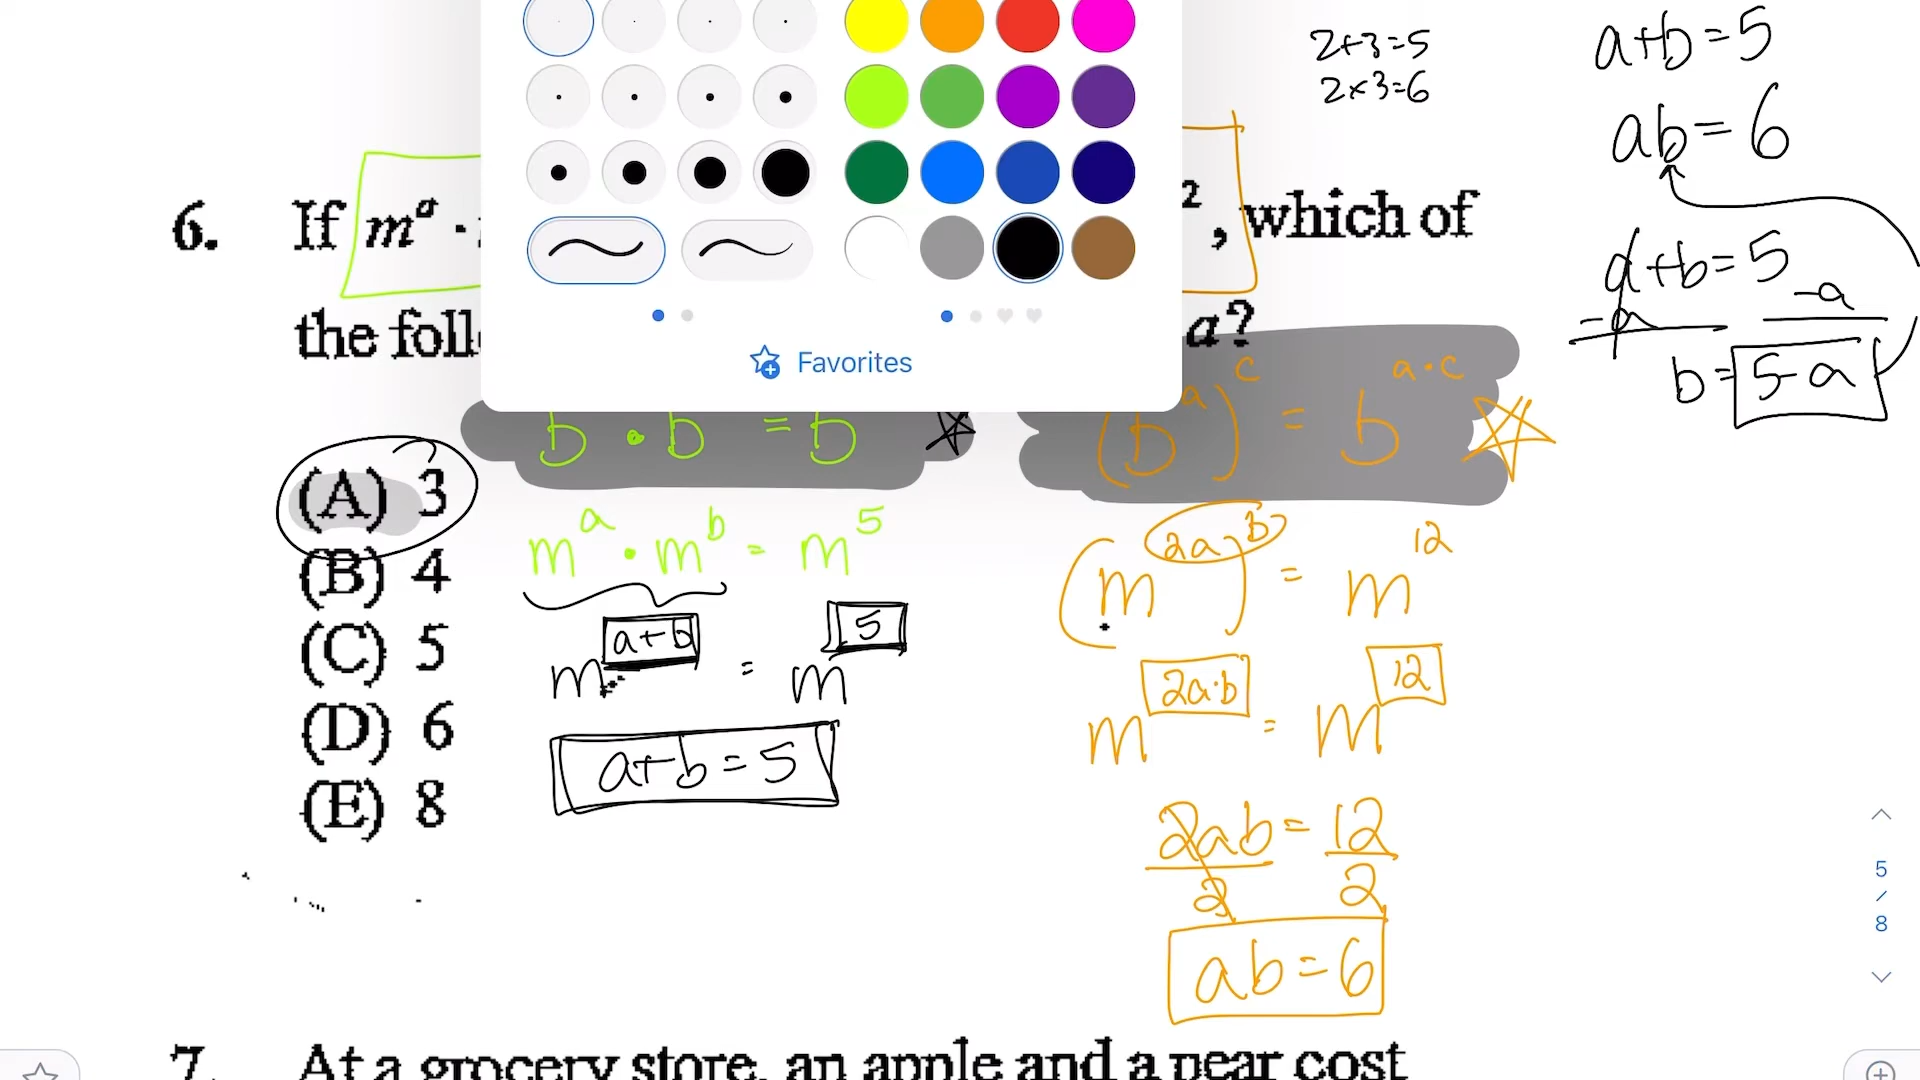 2+3=5
2×3=6
a+b=5
ab=6
a+b=5
-a -a
b=5-a
6. If m^a · ², which of
the foll a?
Favorites
b · b = b
(b^a)^c = b^a·c
(A) 3
(B) 4
(C) 5
(D) 6
(E) 8
m^a · m^b = m^5
m^a+b = m^5
a+b=5
(m^2a)^b = m^12
m^2a·b = m^12
2ab = 12
2 2
ab=6
5
/
8
7. At a grocery store, an apple and a pear cost